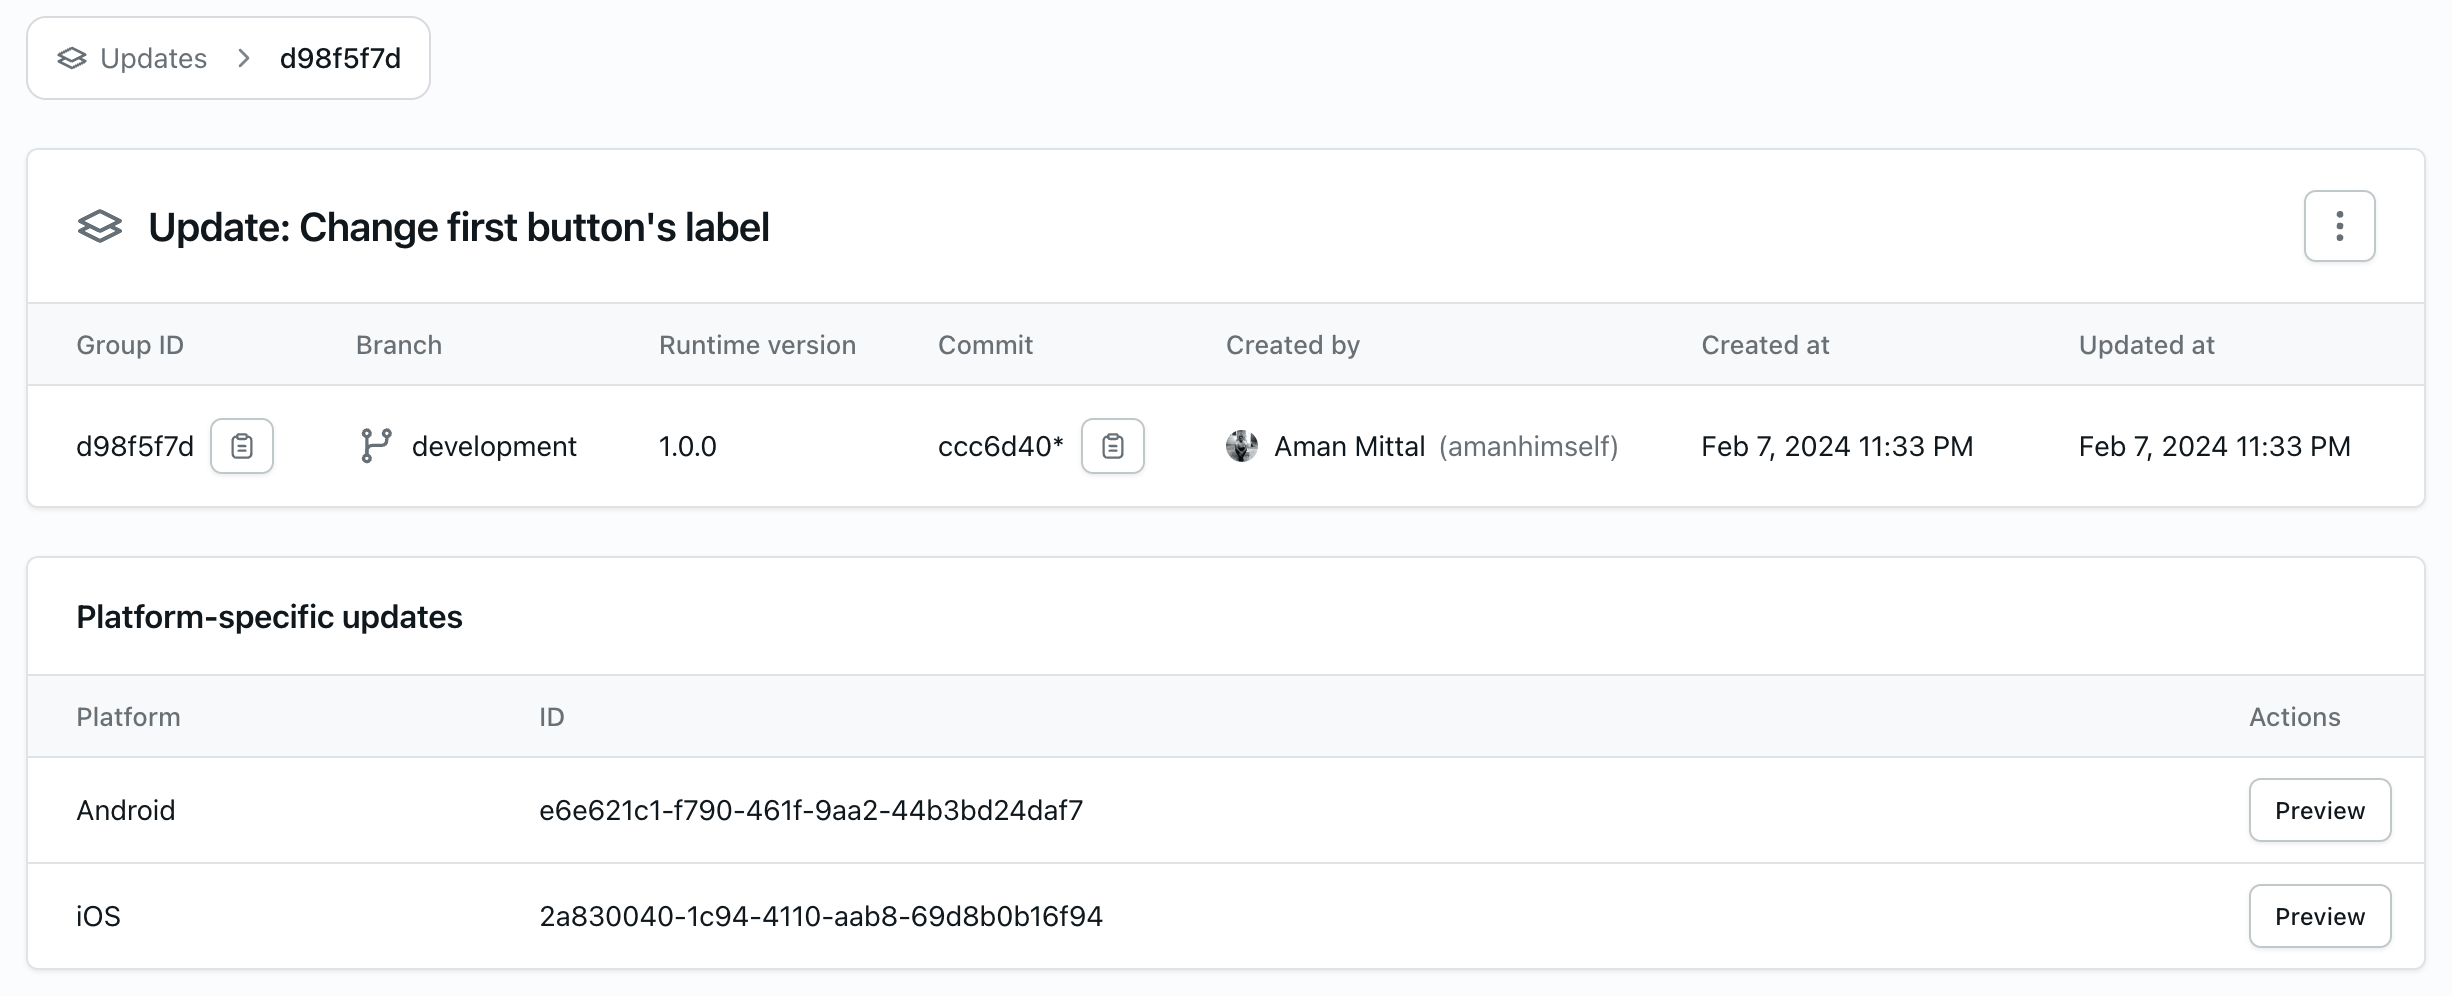 Updates > d98f5f7d
Update: Change first button's label
Group ID Branch Runtime version Commit Created by Created at Updated at
d98f5f7d development 1.0.0 ccc6d40* Aman Mittal (amanhimself) Feb 7, 2024 11:33 PM Feb 7, 2024 11:33 PM
Platform-specific updates
Platform ID Actions
Android e6e621c1-f790-461f-9aa2-44b3bd24daf7 Preview
iOS 2a830040-1c94-4110-aab8-69d8b0b16f94 Preview